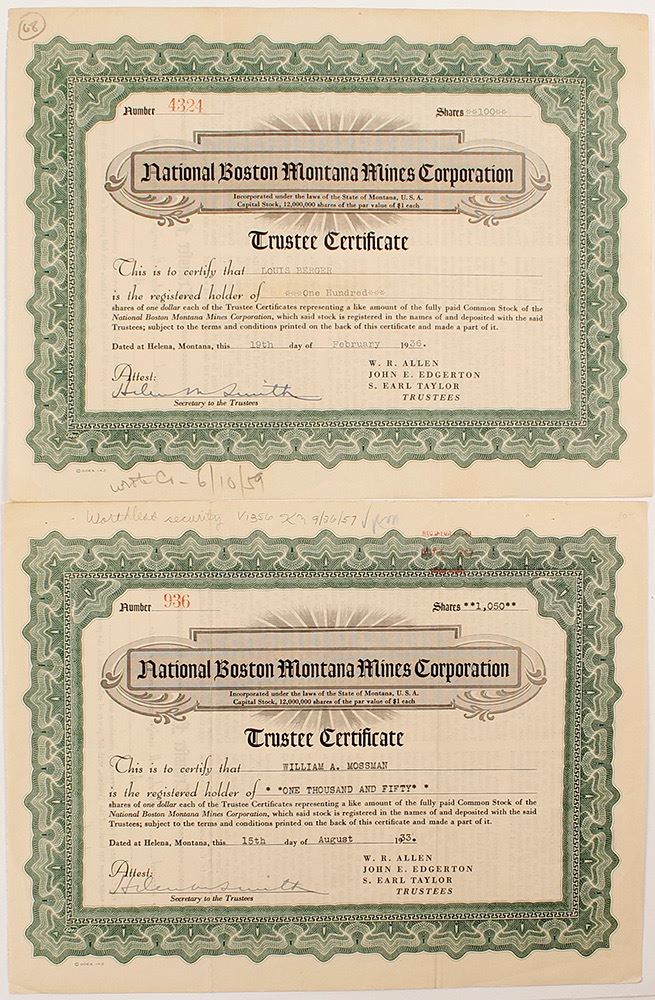 68
Number 4324 Shares **100**
National Boston Montana Mines Corporation
Incorporated under the laws of the State of Montana, U. S. A.
Capital Stock, 12,000,000 shares of the par value of $1 each
Trustee Certificate
This is to certify that LOUIS BERGER
is the registered holder of ***One Hundred***
shares of one dollar each of the Trustee Certificates representing a like amount of the fully paid Common Stock of the
National Boston Montana Mines Corporation, which said stock is registered in the names of and deposited with the said
Trustees; subject to the terms and conditions printed on the back of this certificate and made a part of it.
Dated at Helena, Montana, this 19th day of February 1936.
W. R. ALLEN
JOHN E. EDGERTON
S. EARL TAYLOR
TRUSTEES
Attest:
Helen M Smith
Secretary to the Trustees
wrote Co - 6/10/59
Worthless security V1356 9/36/57
Number 936 Shares **1,050**
National Boston Montana Mines Corporation
Incorporated under the laws of the State of Montana, U. S. A.
Capital Stock, 12,000,000 shares of the par value of $1 each
Trustee Certificate
This is to certify that WILLIAM A. MOSSMAN
is the registered holder of * *ONE THOUSAND AND FIFTY* *
shares of one dollar each of the Trustee Certificates representing a like amount of the fully paid Common Stock of the
National Boston Montana Mines Corporation, which said stock is registered in the names of and deposited with the said
Trustees; subject to the terms and conditions printed on the back of this certificate and made a part of it.
Dated at Helena, Montana, this 15th day of August 1933.
W. R. ALLEN
JOHN E. EDGERTON
S. EARL TAYLOR
TRUSTEES
Attest:
Helen M Smith
Secretary to the Trustees